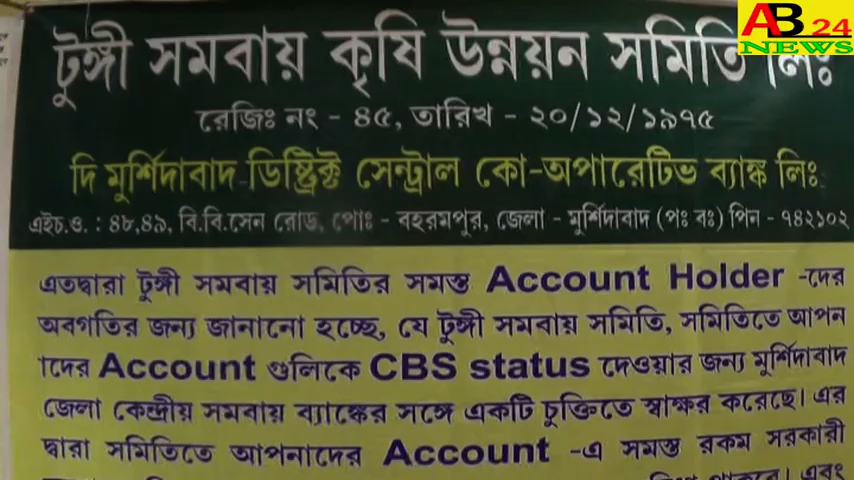 AB 24
NEWS
টুঙ্গী সমবায় কৃষি উন্নয়ন সমিতি লিঃ
রেজিঃ নং - ৪৫, তারিখ - ২০/১২/১৯৭৫
দি মুর্শিদাবাদ ডিষ্ট্রিক্ট সেন্ট্রাল কো-অপারেটিভ ব্যাঙ্ক লিঃ
এইচ.ও. : ৪৮,৪৯, বি.বি.সেন রোড, পোঃ - বহরমপুর, জেলা - মুর্শিদাবাদ (পঃ বঃ) পিন - ৭৪২১০২
এতদ্বারা টুঙ্গী সমবায় সমিতির সমস্ত Account Holder -দের
অবগতির জন্য জানানো হচ্ছে, যে টুঙ্গী সমবায় সমিতি, সমিতিতে আপন
াদের Account গুলিকে CBS status দেওয়ার জন্য মুর্শিদাবাদ
জেলা কেন্দ্রীয় সমবায় ব্যাঙ্কের সঙ্গে একটি চুক্তিতে স্বাক্ষর করেছে। এর
দ্বারা সমিতিতে আপনাদের Account -এ সমস্ত রকম সরকারী
এবং